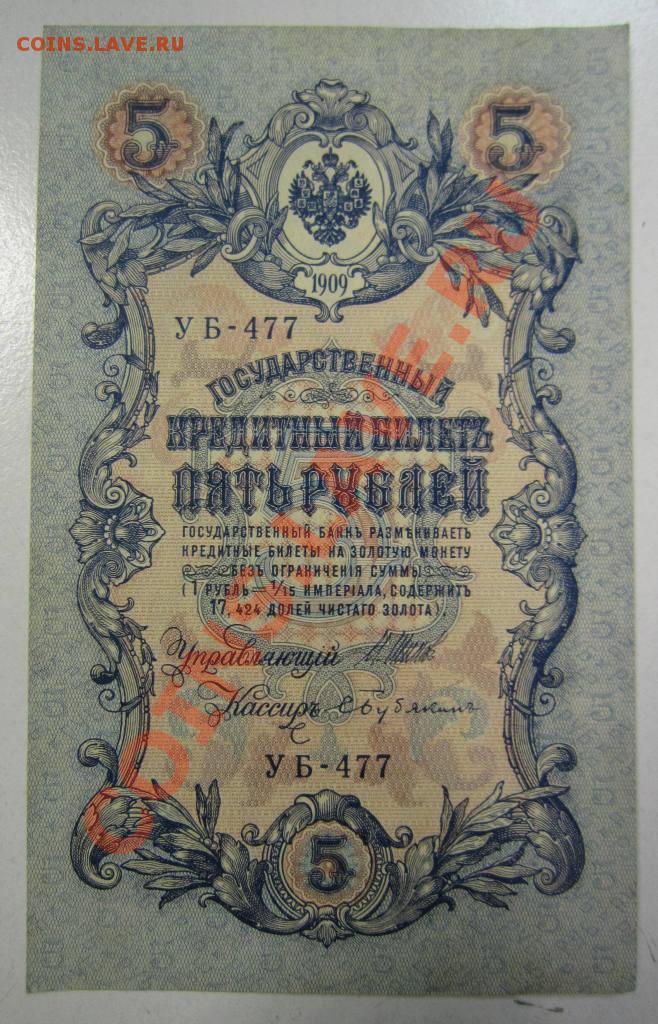 COINS.LAVE.RU
5 5
1909
УБ-477
ГОСУДАРСТВЕННЫЙ
КРЕДИТНЫЙ БИЛЕТЪ
ПЯТЬ РУБЛЕЙ
ГОСУДАРСТВЕННЫЙ БАНКЪ РАЗМѢНИВАЕТЪ
КРЕДИТНЫЕ БИЛЕТЫ НА ЗОЛОТУЮ МОНЕТУ
БЕЗЪ ОГРАНИЧЕНІЯ СУММЫ
(1 РУБЛЬ = 1/15 ИМПЕРІАЛА, СОДЕРЖИТЪ
17,424 ДОЛЕЙ ЧИСТАГО ЗОЛОТА).
Управляющій И. Шиповъ
Кассиръ С. Бубякинъ
УБ-477
5